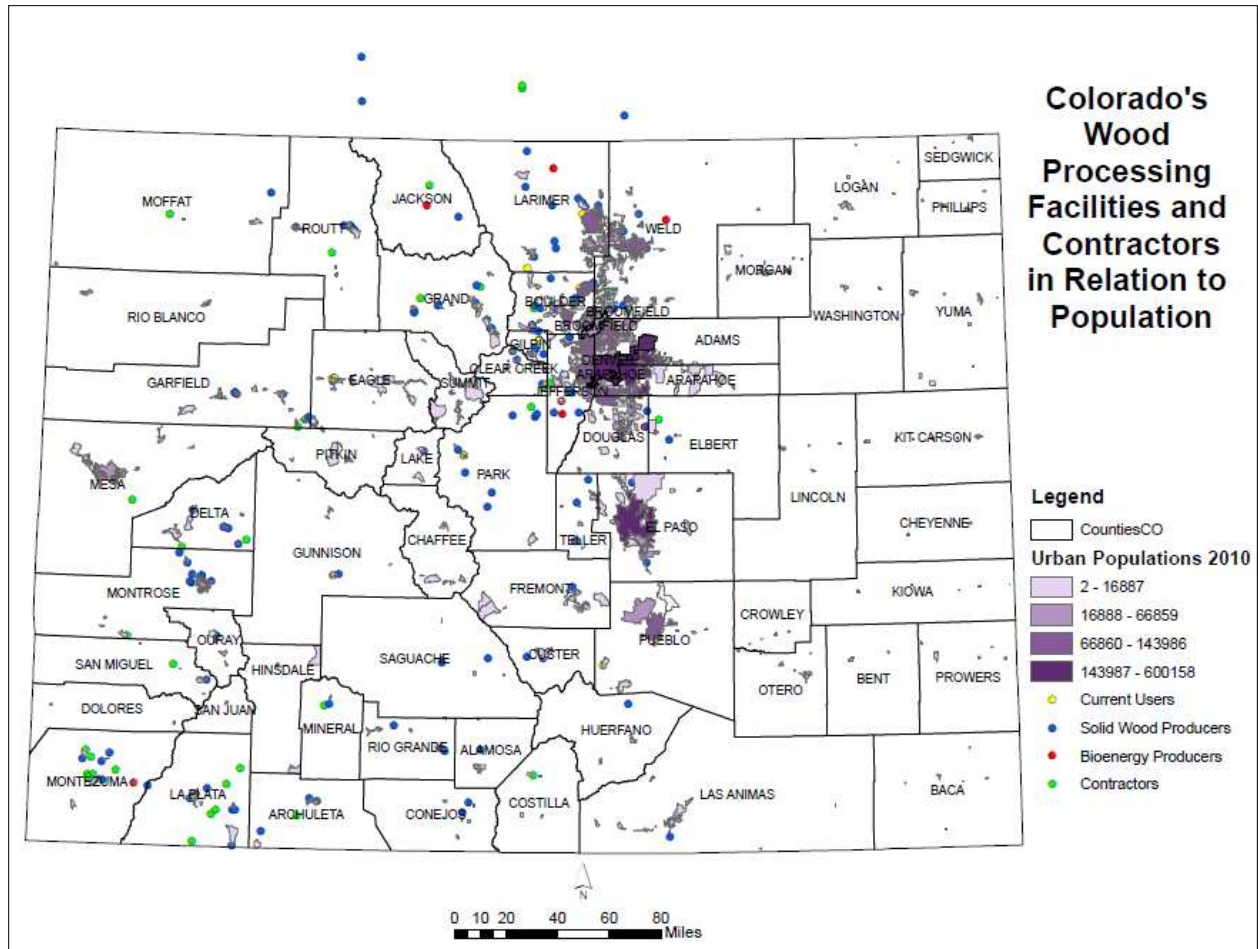 Colorado's
Wood
Processing
Facilities and
Contractors
in Relation to
Population
SEDGWICK
LOGAN
MOFFAT
JACKSON
LARIMER
PHILLIPS
ROUTT
WELD
MORGAN
GRAND
BOULDER
RIO BLANCO
BROOMFIELD
WASHINGTON
YUMA
BROOMFIELD
GILPIN
ADAMS
DENVER
CLEAR CREEK
GARFIELD
EAGLE
SUMMIT
ARAPAHOE
ARAPAHOE
JEFFERSON
DOUGLAS
ELBERT
KIT CARSON
PITKIN
LAKE
PARK
MESA
LINCOLN
DELTA
EL PASO
CHEYENNE
GUNNISON
CHAFFEE
TELLER
MONTROSE
FREMONT
KIOWA
CROWLEY
OURAY
PUEBLO
SAN MIGUEL
HINSDALE
SAGUACHE
CUSTER
OTERO
BENT
PROWERS
DOLORES
SAN JUAN
MINERAL
HUERFANO
RIO GRANDE
ALAMOSA
MONTEZUMA
LA PLATA
ARCHULETA
CONEJOS
COSTILLA
LAS ANIMAS
BACA
Legend
CountiesCO
Urban Populations 2010
2 - 16887
16888 - 66859
66860 - 143986
143987 - 600158
Current Users
Solid Wood Producers
Bioenergy Producers
Contractors
N
0 10 20 40 60 80
Miles